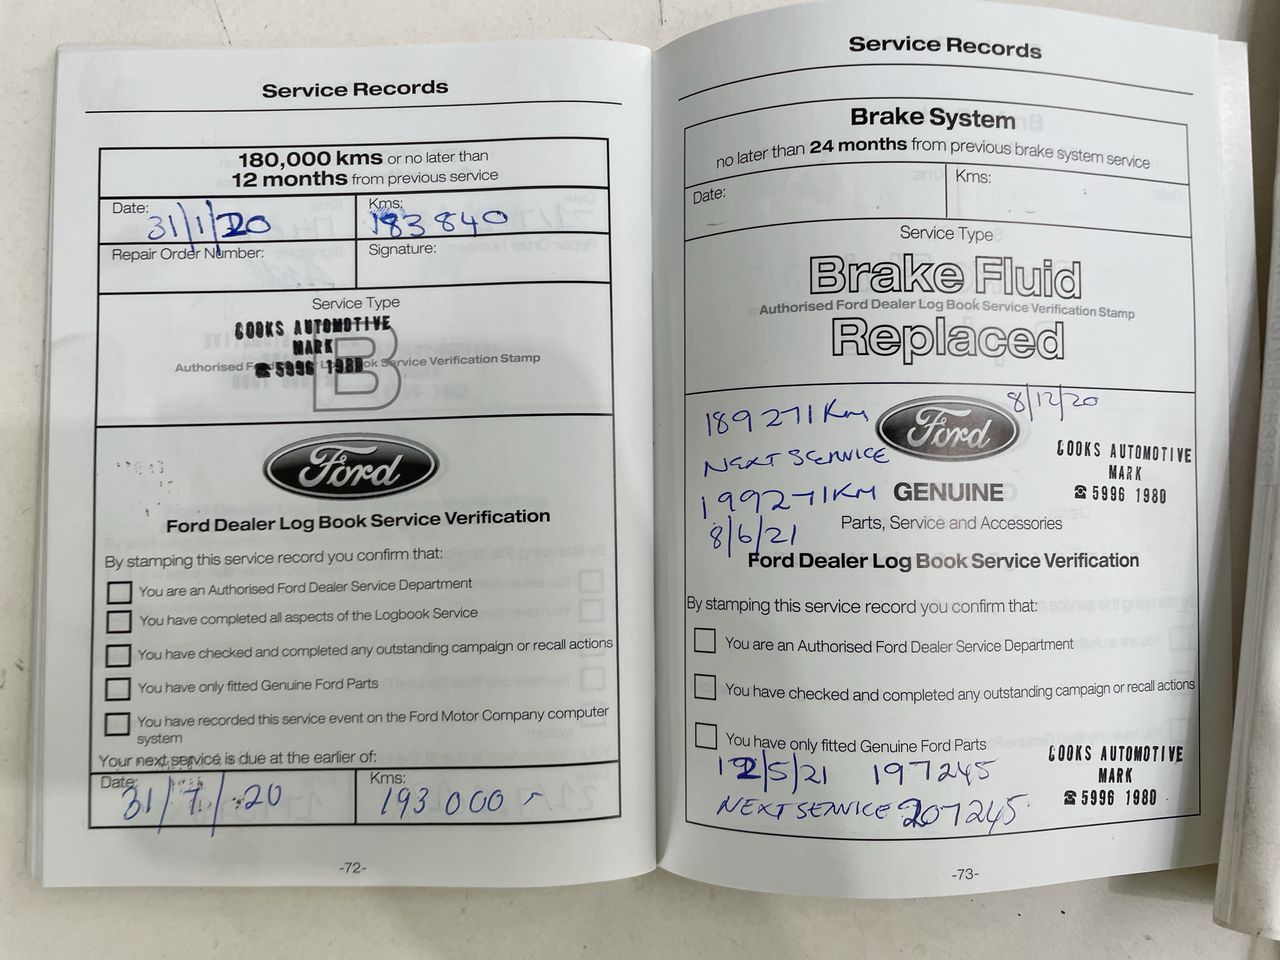 Service Records
180,000 kms or no later than
12 months from previous service
Date:
31/1/20
Kms:
183840
Repair Order Number:
Signature:
Service Type
B
COOKS AUTOMOTIVE
MARK
☎ 5996 1980
Authorised Ford Dealer Log Book Service Verification Stamp
Ford
Ford Dealer Log Book Service Verification
By stamping this service record you confirm that:
You are an Authorised Ford Dealer Service Department
You have completed all aspects of the Logbook Service
You have checked and completed any outstanding campaign or recall actions
You have only fitted Genuine Ford Parts
You have recorded this service event on the Ford Motor Company computer
system
Your next service is due at the earlier of:
Date:
31/7/20
Kms:
193000
-72-
Service Records
Brake System
no later than 24 months from previous brake system service
Date:
Kms:
Service Type
Brake Fluid
Authorised Ford Dealer Log Book Service Verification Stamp
Replaced
189271 Km
8/12/20
Ford
NEXT SERVICE
199271 KM
8/6/21
COOKS AUTOMOTIVE
MARK
☎ 5996 1980
GENUINE
Parts, Service and Accessories
Ford Dealer Log Book Service Verification
By stamping this service record you confirm that:
You are an Authorised Ford Dealer Service Department
You have checked and completed any outstanding campaign or recall actions
You have only fitted Genuine Ford Parts
12/5/21 197245
NEXT SERVICE 207245
COOKS AUTOMOTIVE
MARK
☎ 5996 1980
-73-